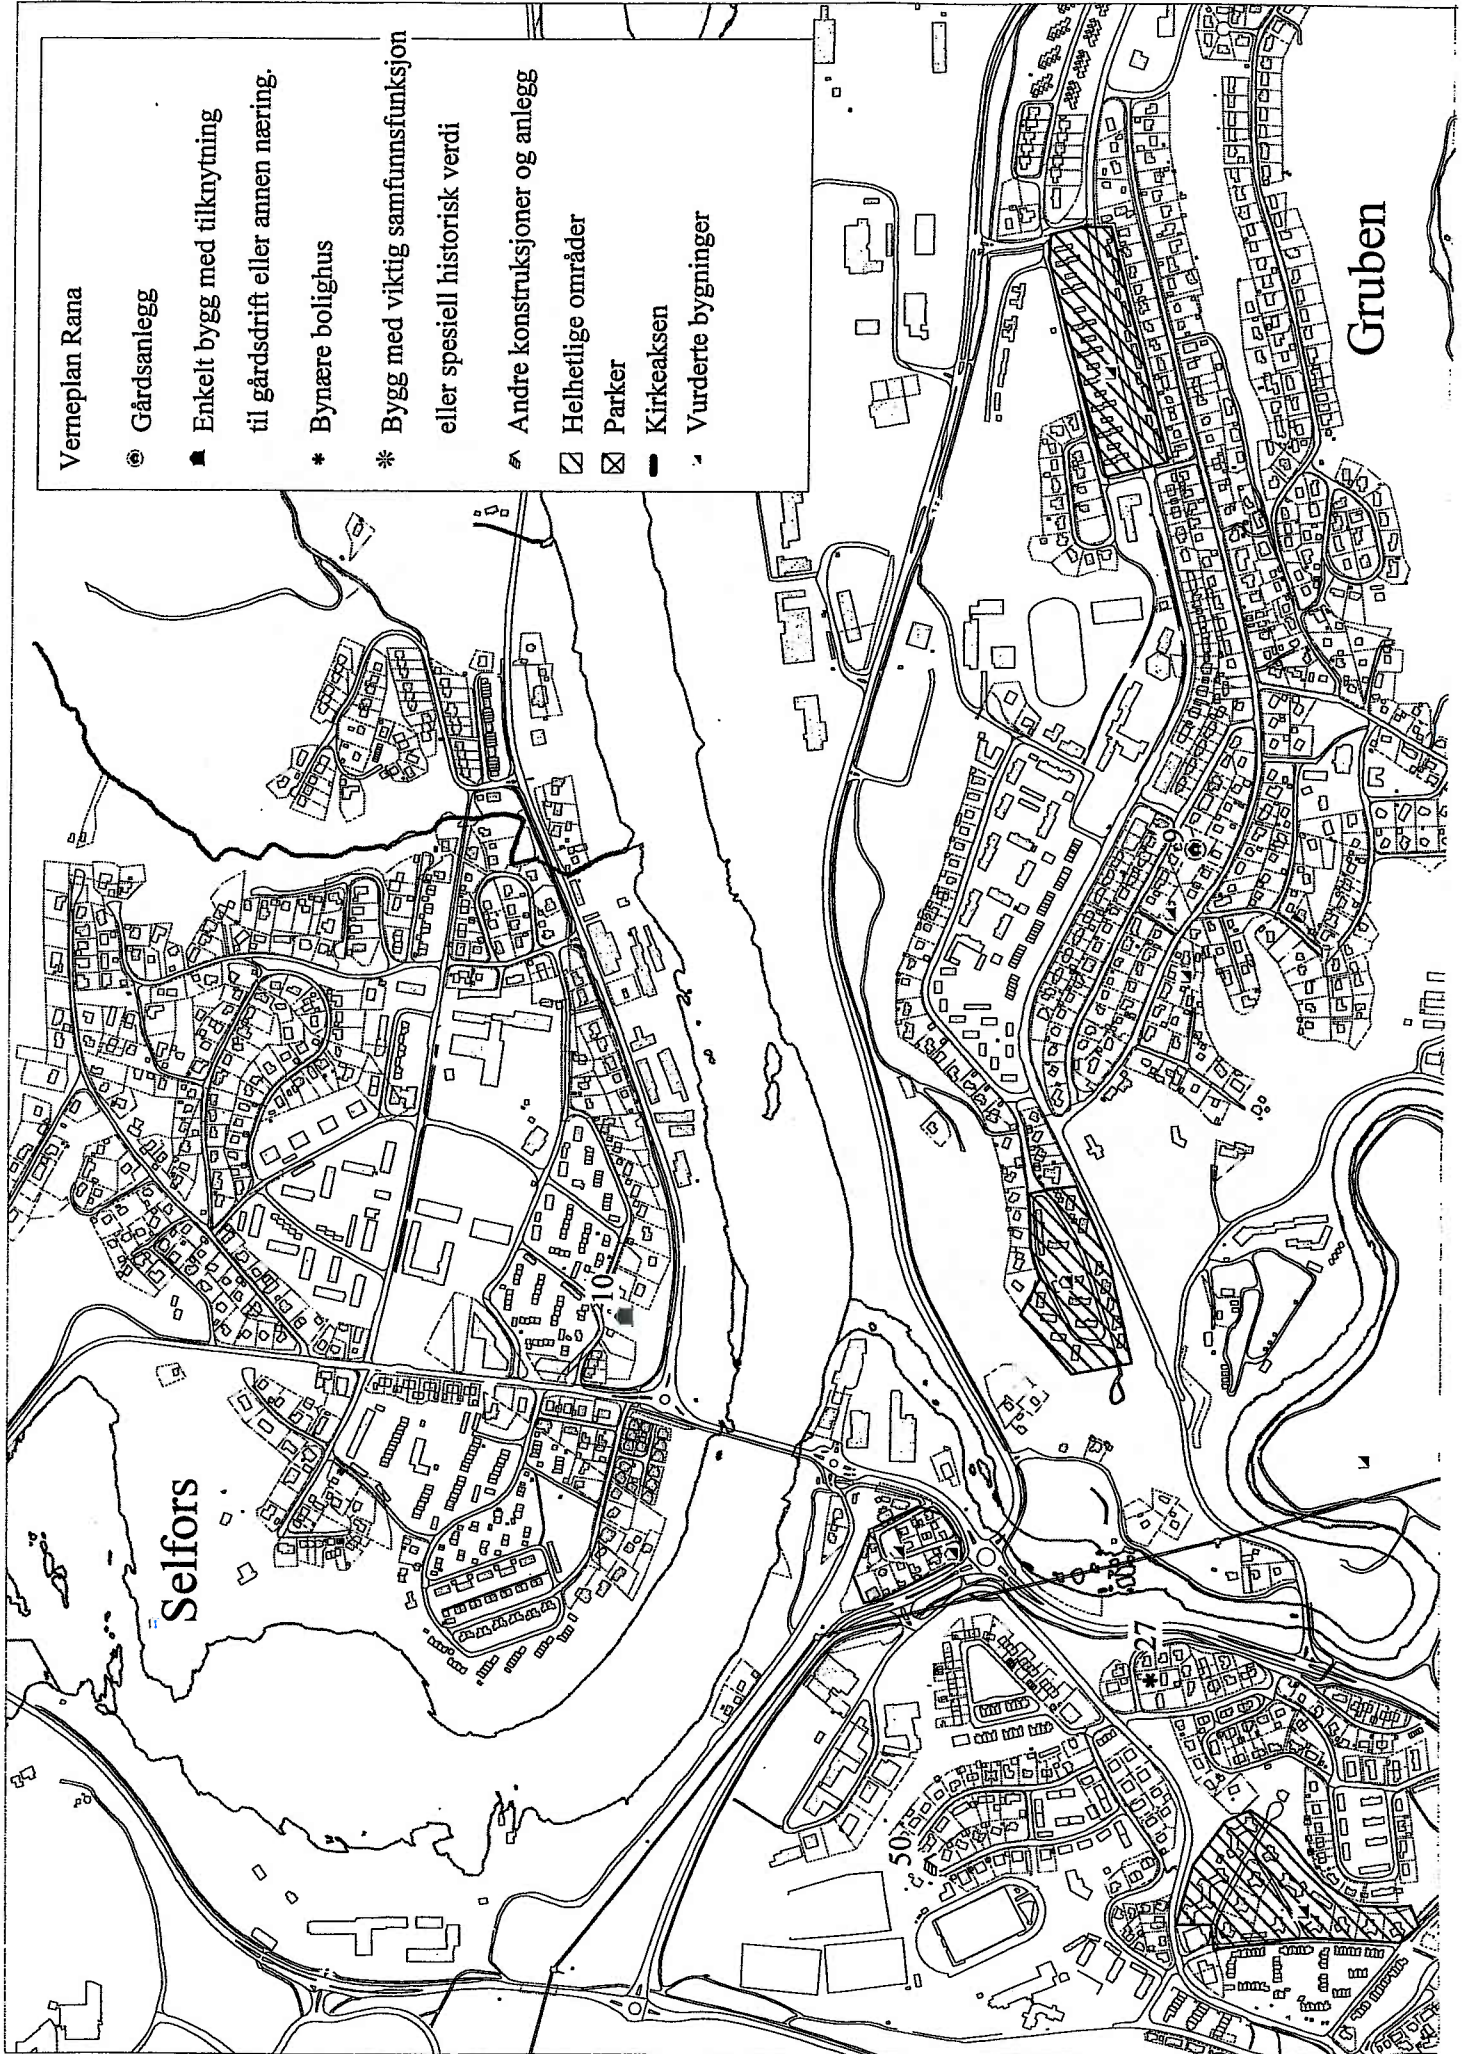 Verneplan Rana
Gårdsanlegg
Enkelt bygg med tilknytning
til gårdsdrift eller annen næring.
Bynære bolighus
Bygg med viktig samfunnsfunksjon
eller spesiell historisk verdi
Andre konstruksjoner og anlegg
Helhetlige områder
Parker
Kirkeaksen
Vurderte bygninger
Selfors
Gruben
10
9
27
50